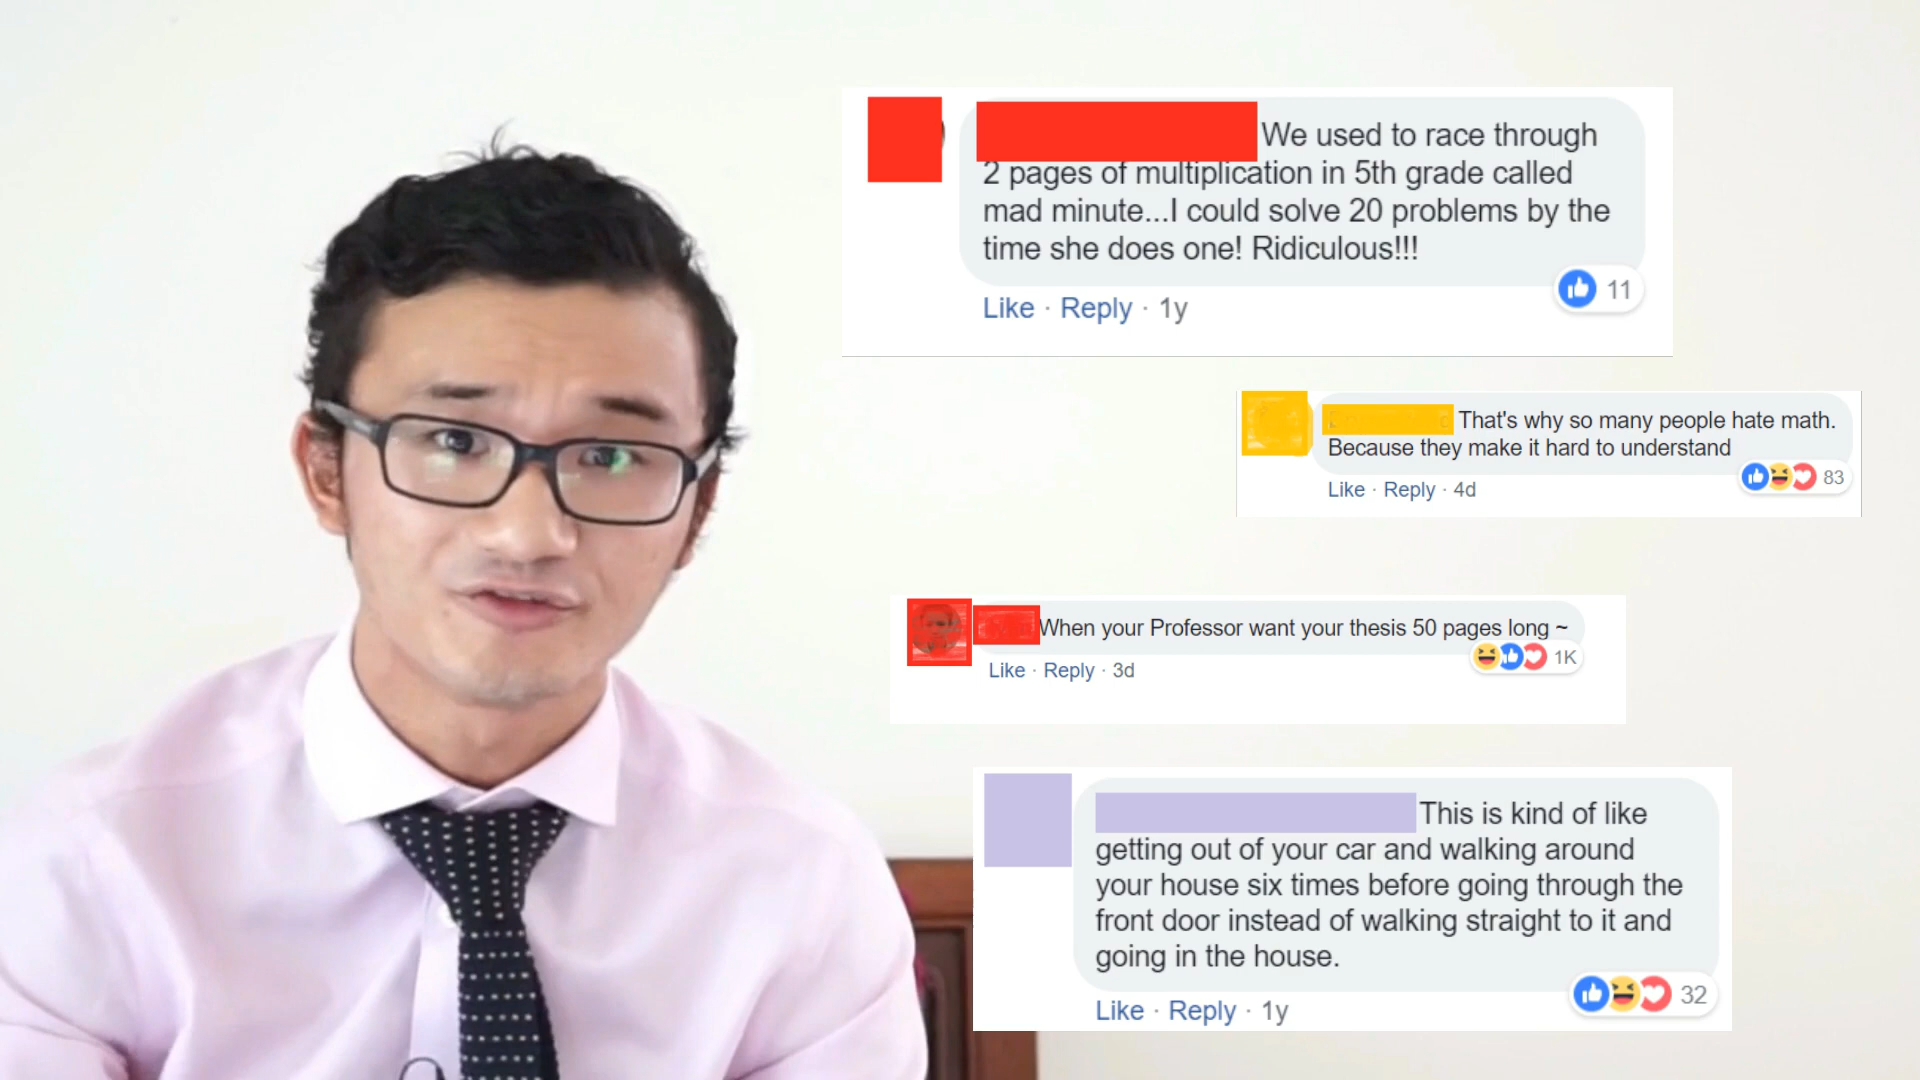 We used to race through
2 pages of multiplication in 5th grade called
mad minute...I could solve 20 problems by the
time she does one! Ridiculous!!!
11
Like · Reply · 1y
That's why so many people hate math.
Because they make it hard to understand
83
Like · Reply · 4d
When your Professor want your thesis 50 pages long ~
1K
Like · Reply · 3d
This is kind of like
getting out of your car and walking around
your house six times before going through the
front door instead of walking straight to it and
going in the house.
32
Like · Reply · 1y